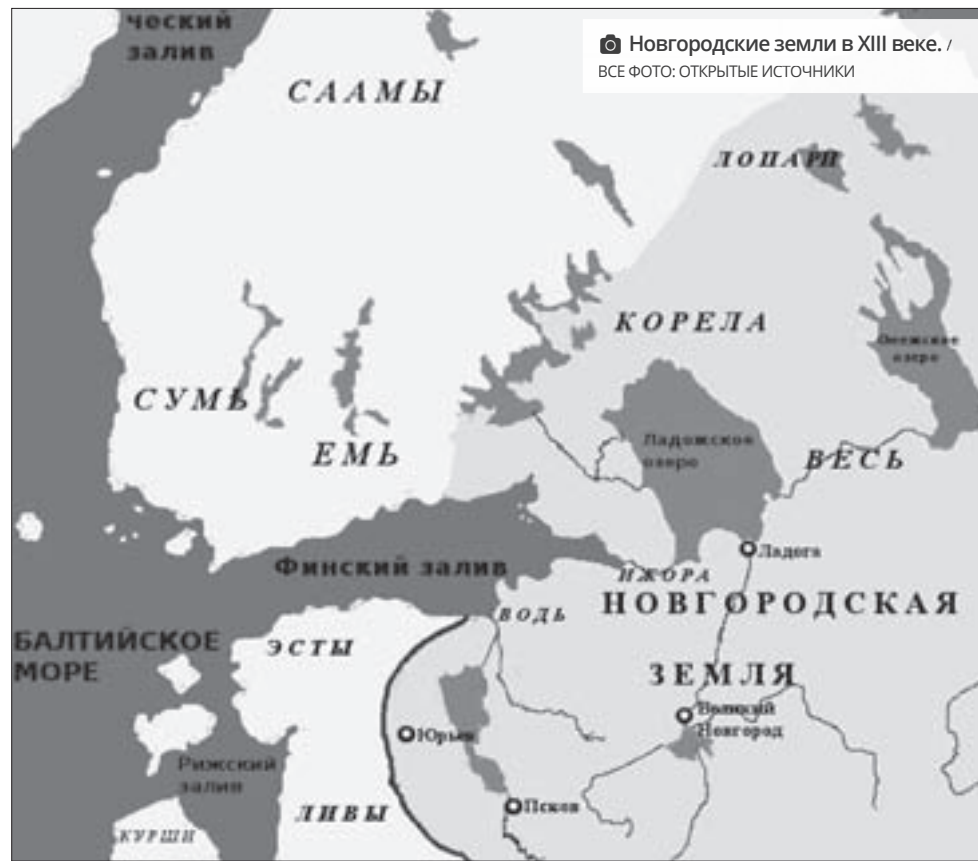 ческий
залив
Новгородские земли в XIII веке. /
ВСЕ ФОТО: ОТКРЫТЫЕ ИСТОЧНИКИ
СААМЫ
ЛОПАРИ
КОРЕЛА
Онежское
озеро
СУМЬ
ЕМЬ
Ладожское
озеро
ВЕСЬ
Ладога
Финский залив
ИЖОРА
НОВГОРОДСКАЯ
ВОДЬ
БАЛТИЙСКОЕ
МОРЕ
ЭСТЫ
ЗЕМЛЯ
Великий
Новгород
Юрьев
Рижский
залив
Псков
ЛИВЫ
КУРШИ